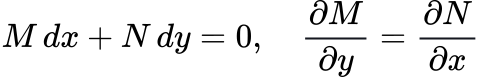 M dx + N dy = 0, ∂M/∂y = ∂N/∂x